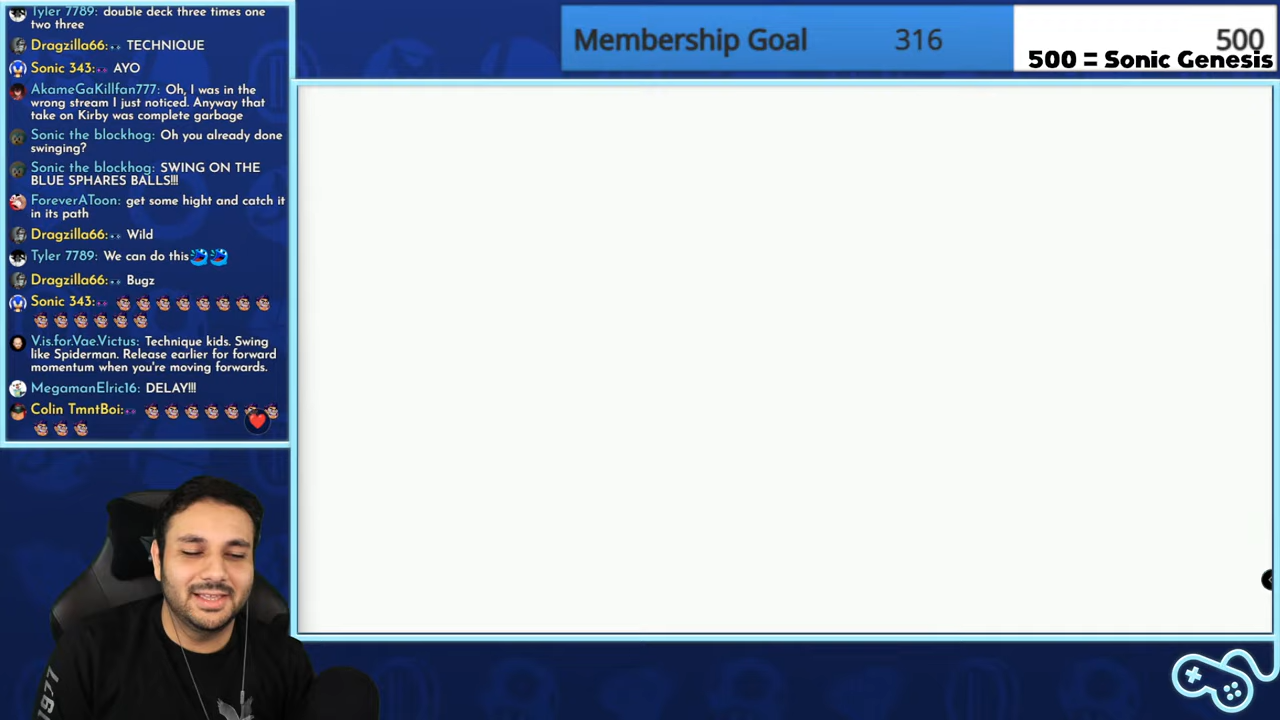 Tyler 7789: double deck three times one
two three
Dragzilla66: TECHNIQUE
Sonic 343: AYO
AkameGaKillfan777: Oh, I was in the
wrong stream I just noticed. Anyway that
take on Kirby was complete garbage
Sonic the blockhog: Oh you already done
swinging?
Sonic the blockhog: SWING ON THE
BLUE SPHARES BALLS!!!
ForeverAToon: get some hight and catch it
in its path
Dragzilla66: Wild
Tyler 7789: We can do this
Dragzilla66: Bugz
Sonic 343:
V.is.for.Vae.Victus: Technique kids. Swing
like Spiderman. Release earlier for forward
momentum when you're moving forwards.
MegamanElric16: DELAY!!!
Colin TmntBoi:
Membership Goal 316 500
500 = Sonic Genesis
1977